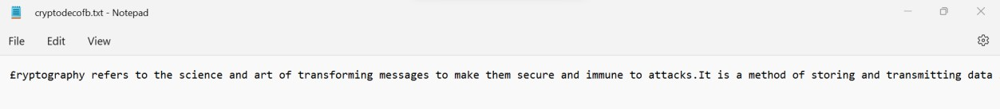 cryptodecofb.txt - Notepad
File Edit View
£ryptography refers to the science and art of transforming messages to make them secure and immune to attacks.It is a method of storing and transmitting data